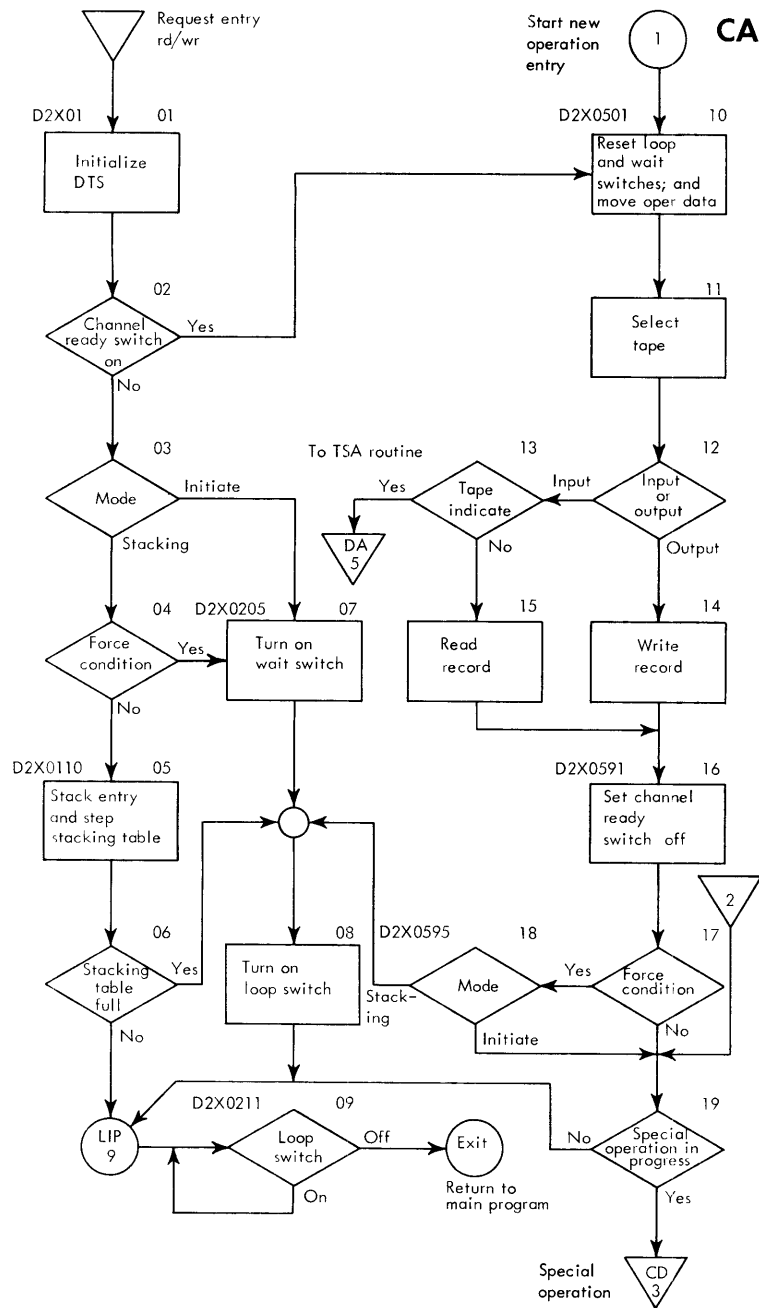 Request entry
rd/wr
Start new
operation
entry
1
CA
D2X01
01
Initialize
DTS
D2X0501
10
Reset loop
and wait
switches; and
move oper data
02
Channel
ready switch
on
Yes
No
11
Select
tape
03
Mode
Initiate
Stacking
To TSA routine
13
Tape
indicate
Yes
No
DA
5
12
Input
or
output
Input
Output
04
Force
condition
Yes
No
D2X0205
07
Turn on
wait switch
15
Read
record
14
Write
record
D2X0110
05
Stack entry
and step
stacking table
D2X0591
16
Set channel
ready
switch off
2
06
Stacking
table
full
Yes
No
08
Turn on
loop switch
D2X0595
18
Mode
Stack-
ing
Initiate
17
Force
condition
Yes
No
LIP
9
D2X0211
09
Loop
switch
Off
On
Exit
Return to
main program
19
Special
operation in
progress
No
Yes
Special
operation
CD
3